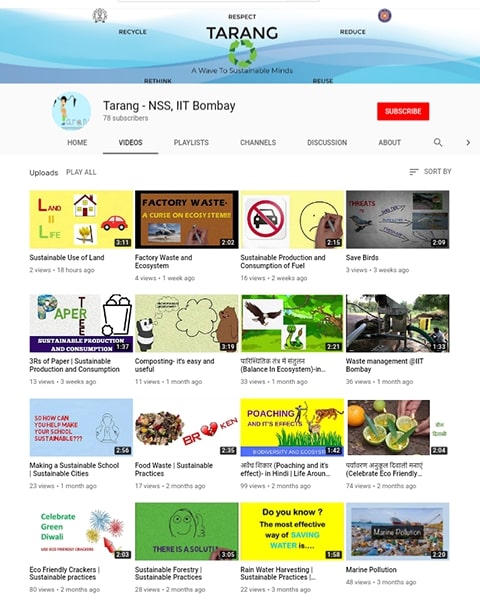 RESPECT
RECYCLE
TARANG
REDUCE
A Wave To Sustainable Minds
RETHINK
REUSE
Tarang - NSS, IIT Bombay
78 subscribers
SUBSCRIBE
HOME VIDEOS PLAYLISTS CHANNELS DISCUSSION ABOUT
Uploads PLAY ALL SORT BY
LAND
=
LIFE
3:11
FACTORY WASTE-
A CURSE ON ECOSYSTEM!!!
2:02
2:15
THREATS
2:09
Sustainable Use of Land
2 views • 18 hours ago
Factory Waste and
Ecosystem
4 views • 1 week ago
Sustainable Production and
Consumption of Fuel
16 views • 2 weeks ago
Save Birds
3 views • 3 weeks ago
PAPER
SUSTAINABLE PRODUCTION
AND CONSUMPTION
1:37
3:19
2:21
1:33
3Rs of Paper | Sustainable
Production and Consumption
13 views • 3 weeks ago
Composting- it's easy and
useful
11 views • 1 month ago
पारिस्थितिक तंत्र में संतुलन
(Balance In Ecosystem)-in...
33 views • 1 month ago
Waste management @IIT
Bombay
36 views • 1 month ago
SO HOW CAN
YOU HELP MAKE
YOUR SCHOOL
SUSTAINABLE???
2:56
BROKEN
2:35
POACHING
AND IT'S EFFECTS
BIODIVERSITY AND ECOSYSTEM
1:42
2:04
Making a Sustainable School
| Sustainable Cities
23 views • 1 month ago
Food Waste | Sustainable
Practices
17 views • 2 months ago
अवैध शिकार (Poaching and it's
effect)- in Hindi | Life Aroun...
99 views • 2 months ago
पर्यावरण अनुकूल दिवाली मनाएं
(Celebrate Eco Friendly...
74 views • 2 months ago
Celebrate
Green
Diwali
USE ECO FRIENDLY CRACKERS
2:03
THERE IS A SOLUTI
3:05
Do you know ?
The most effective
way of SAVING
WATER is....
1:58
Marine Pollution
2:20
Eco Friendly Crackers |
Sustainable practices
80 views • 2 months ago
Sustainable Forestry |
Sustainable Practices
28 views • 2 months ago
Rain Water Harvesting |
Sustainable Practices |...
22 views • 3 months ago
Marine Pollution
48 views • 3 months ago